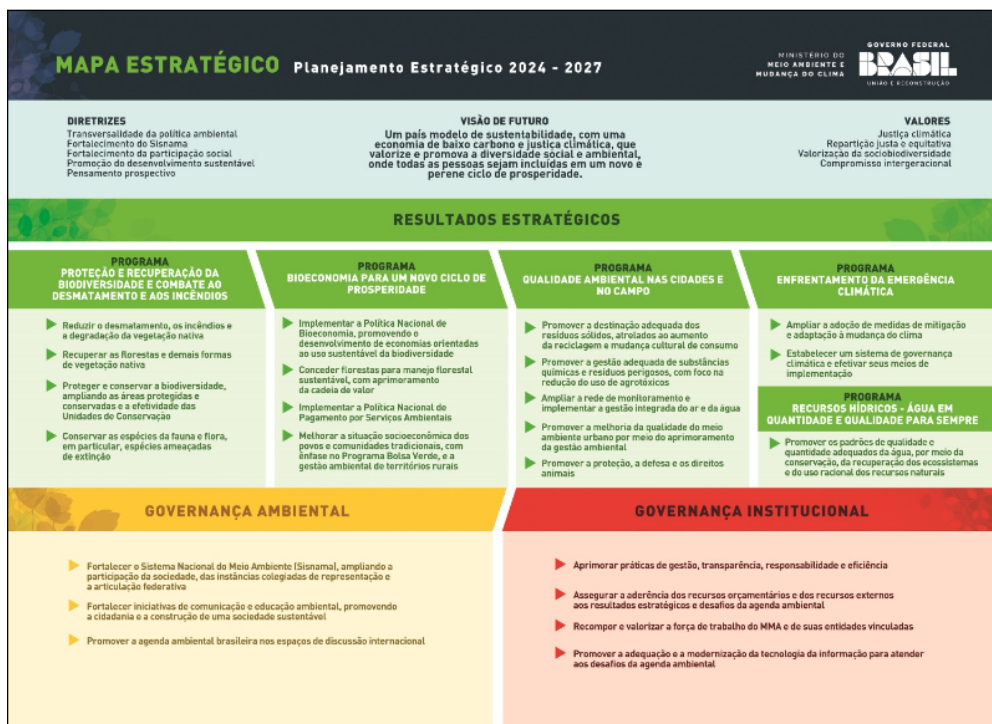 MAPA ESTRATÉGICO Planejamento Estratégico 2024 - 2027
MINISTÉRIO DO
MEIO AMBIENTE E
MUDANÇA DO CLIMA
GOVERNO FEDERAL
BRASIL
UNIÃO E RECONSTRUÇÃO
DIRETRIZES
Transversalidade da política ambiental
Fortalecimento do Sisnama
Fortalecimento da participação social
Promoção do desenvolvimento sustentável
Pensamento prospectivo
VISÃO DE FUTURO
Um país modelo de sustentabilidade, com uma
economia de baixo carbono e justiça climática, que
valorize e promova a diversidade social e ambiental,
onde todas as pessoas sejam incluídas em um novo e
perene ciclo de prosperidade.
VALORES
Justiça climática
Repartição justa e equitativa
Valorização da sociobiodiversidade
Compromisso intergeracional
RESULTADOS ESTRATÉGICOS
PROGRAMA
PROTEÇÃO E RECUPERAÇÃO DA
BIODIVERSIDADE E COMBATE AO
DESMATAMENTO E AOS INCÊNDIOS
Reduzir o desmatamento, os incêndios e
a degradação da vegetação nativa
Recuperar as florestas e demais formas
de vegetação nativa
Proteger e conservar a biodiversidade,
ampliando as áreas protegidas e
conservadas e a efetividade das
Unidades de Conservação
Conservar as espécies da fauna e flora,
em particular, espécies ameaçadas
de extinção
PROGRAMA
BIOECONOMIA PARA UM NOVO CICLO DE
PROSPERIDADE
Implementar a Política Nacional de
Bioeconomia, promovendo o
desenvolvimento de economias orientadas
ao uso sustentável da biodiversidade
Conceder florestas para manejo florestal
sustentável, com aprimoramento
da cadeia de valor
Implementar a Política Nacional de
Pagamento por Serviços Ambientais
Melhorar a situação socioeconômica dos
povos e comunidades tradicionais, com
ênfase no Programa Bolsa Verde, e a
gestão ambiental de territórios rurais
PROGRAMA
QUALIDADE AMBIENTAL NAS CIDADES E
NO CAMPO
Promover a destinação adequada dos
resíduos sólidos, atrelados ao aumento
da reciclagem e mudança cultural de consumo
Promover a gestão adequada de substâncias
químicas e resíduos perigosos, com foco na
redução do uso de agrotóxicos
Ampliar a rede de monitoramento e
implementar a gestão integrada do ar e da água
Promover a melhoria da qualidade do meio
ambiente urbano por meio do aprimoramento
da gestão ambiental
Promover a proteção, a defesa e os direitos
animais
PROGRAMA
ENFRENTAMENTO DA EMERGÊNCIA
CLIMÁTICA
Ampliar a adoção de medidas de mitigação
e adaptação à mudança do clima
Estabelecer um sistema de governança
climática e efetivar seus meios de
implementação
PROGRAMA
RECURSOS HÍDRICOS - ÁGUA EM
QUANTIDADE E QUALIDADE PARA SEMPRE
Promover os padrões de qualidade e
quantidade adequados da água, por meio da
conservação, da recuperação dos ecossistemas
e do uso racional dos recursos naturais
GOVERNANÇA AMBIENTAL
Fortalecer o Sistema Nacional do Meio Ambiente (Sisnama), ampliando a
participação da sociedade, das instâncias colegiadas de representação e
a articulação federativa
Fortalecer iniciativas de comunicação e educação ambiental, promovendo
a cidadania e a construção de uma sociedade sustentável
Promover a agenda ambiental brasileira nos espaços de discussão internacional
GOVERNANÇA INSTITUCIONAL
Aprimorar práticas de gestão, transparência, responsabilidade e eficiência
Assegurar a aderência dos recursos orçamentários e dos recursos externos
aos resultados estratégicos e desafios da agenda ambiental
Recompor e valorizar a força de trabalho do MMA e de suas entidades vinculadas
Promover a adequação e a modernização da tecnologia da informação para atender
aos desafios da agenda ambiental